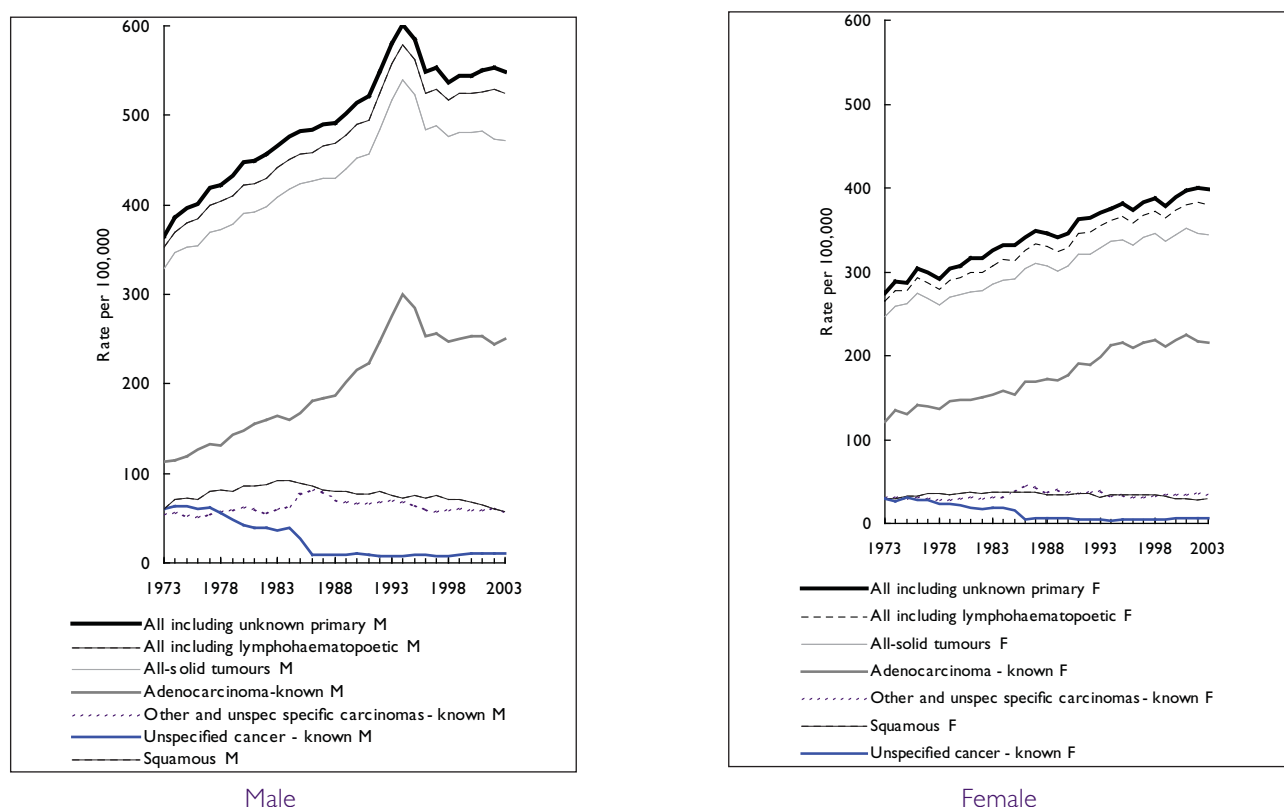 600
500
400
300
200
100
0
Rate per 100,000
1973 1978 1983 1988 1993 1998 2003
All including unknown primary M
All including lymphohaematopoetic M
All-solid tumours M
Adenocarcinoma-known M
Other and unspec specific carcinomas - known M
Unspecified cancer - known M
Squamous M
Male
600
500
400
300
200
100
0
Rate per 100,000
1973 1978 1983 1988 1993 1998 2003
All including unknown primary F
All including lymphohaematopoetic F
All-solid tumours F
Adenocarcinoma - known F
Other and unspec specific carcinomas - known F
Squamous F
Unspecified cancer - known F
Female